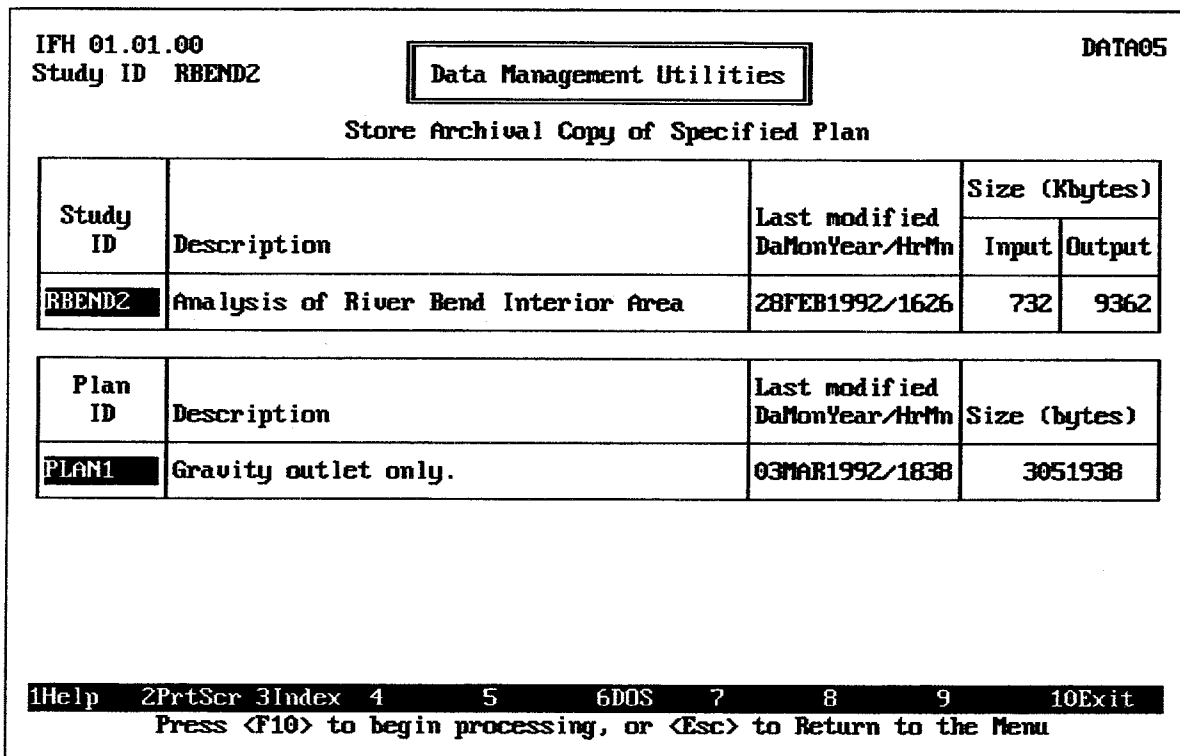 IFH 01.01.00
DATA05
Study ID RBEND2
Data Management Utilities
Store Archival Copy of Specified Plan
Study ID
Description
Last modified DaMonYear/HrMn
Size (Kbytes)
Input Output
RBEND2 Analysis of River Bend Interior Area 28FEB1992/1626 732 9362
Plan ID
Description
Last modified DaMonYear/HrMn
Size (bytes)
PLAN1 Gravity outlet only. 03MAR1992/1838 3051938
1Help 2PrtScr 3Index 4 5 6DOS 7 8 9 10Exit
Press <F10> to begin processing, or <Esc> to Return to the Menu